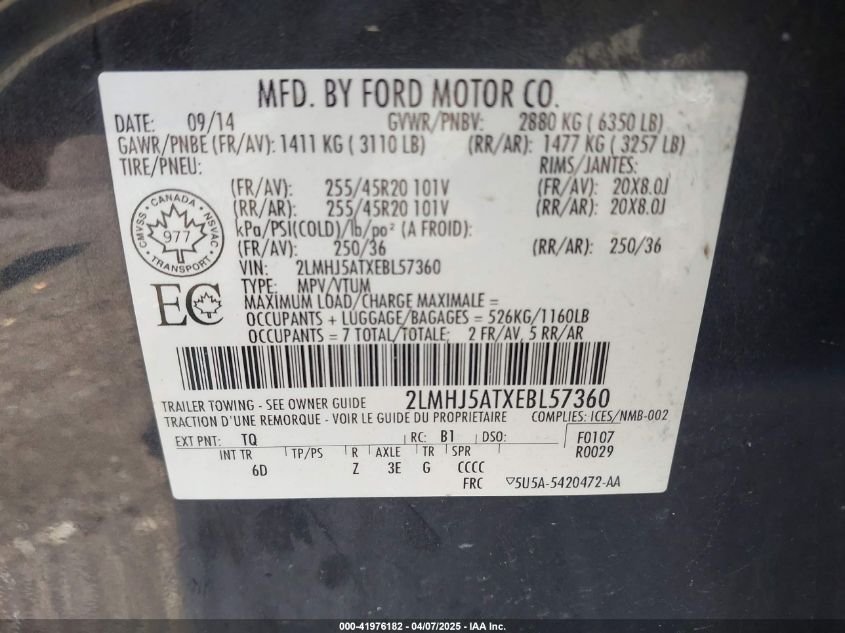 MFD. BY FORD MOTOR CO.
DATE: 09/14 GVWR/PNBV: 2880 KG ( 6350 LB)
GAWR/PNBE (FR/AV): 1411 KG ( 3110 LB) (RR/AR): 1477 KG ( 3257 LB)
TIRE/PNEU: RIMS/JANTES:
(FR/AV): 255/45R20 101V (FR/AV): 20X8.0J
(RR/AR): 255/45R20 101V (RR/AR): 20X8.0J
kPa/PSI(COLD)/lb/po² (A FROID):
(FR/AV): 250/36 (RR/AR): 250/36
CANADA
CMVSS NSVAC
977
TRANSPORT
VIN: 2LMHJ5ATXEBL57360
TYPE: MPV/VTUM
EC
MAXIMUM LOAD/CHARGE MAXIMALE =
OCCUPANTS + LUGGAGE/BAGAGES = 526KG/1160LB
OCCUPANTS = 7 TOTAL/TOTALE; 2 FR/AV, 5 RR/AR
2LMHJ5ATXEBL57360
TRAILER TOWING - SEE OWNER GUIDE
TRACTION D'UNE REMORQUE - VOIR LE GUIDE DU PROPRIETAIRE COMPLIES: ICES/NMB-002
EXT PNT: TQ RC: B1 DSO: F0107
INT TR TP/PS R AXLE TR SPR R0029
6D Z 3E G CCCC
FRC 5U5A-5420472-AA
000-41976182 - 04/07/2025 - IAA Inc.